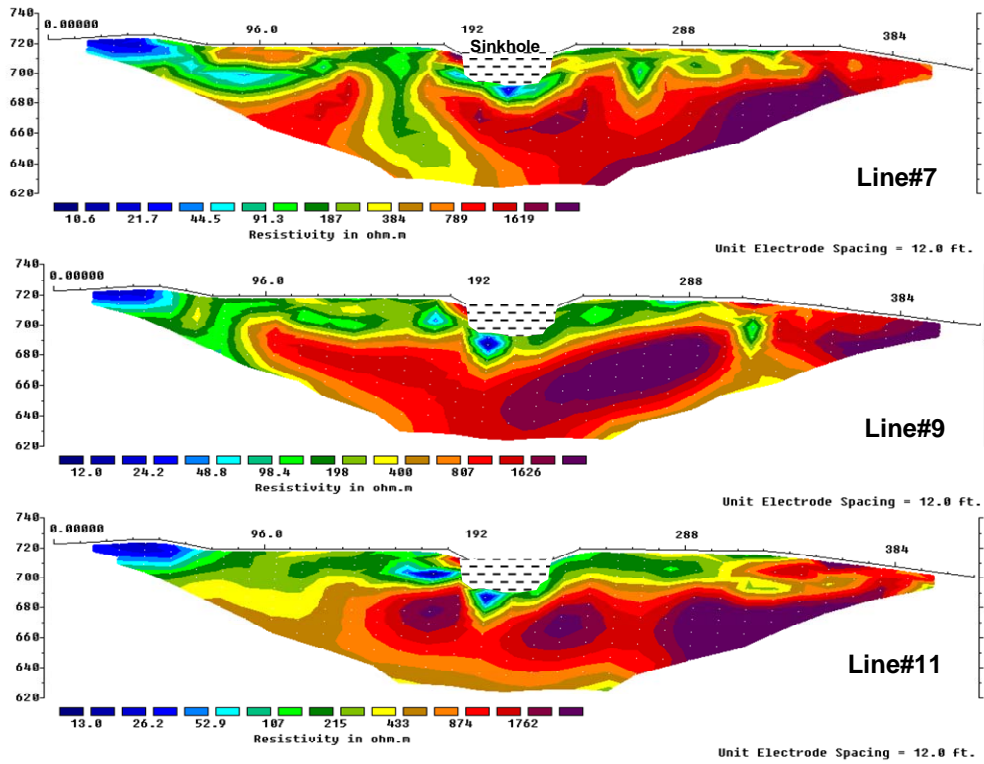 740
0.00000 96.0 192 288 384
Sinkhole
720
700
680
660
640
620
Line#7
10.6 21.7 44.5 91.3 187 384 789 1619
Resistivity in ohm.m
Unit Electrode Spacing = 12.0 ft.
740
0.00000 96.0 192 288 384
720
700
680
660
640
620
Line#9
12.0 24.2 48.8 98.4 198 400 807 1626
Resistivity in ohm.m
Unit Electrode Spacing = 12.0 ft.
740
0.00000 96.0 192 288 384
720
700
680
660
640
620
Line#11
13.0 26.2 52.9 107 215 433 874 1762
Resistivity in ohm.m
Unit Electrode Spacing = 12.0 ft.